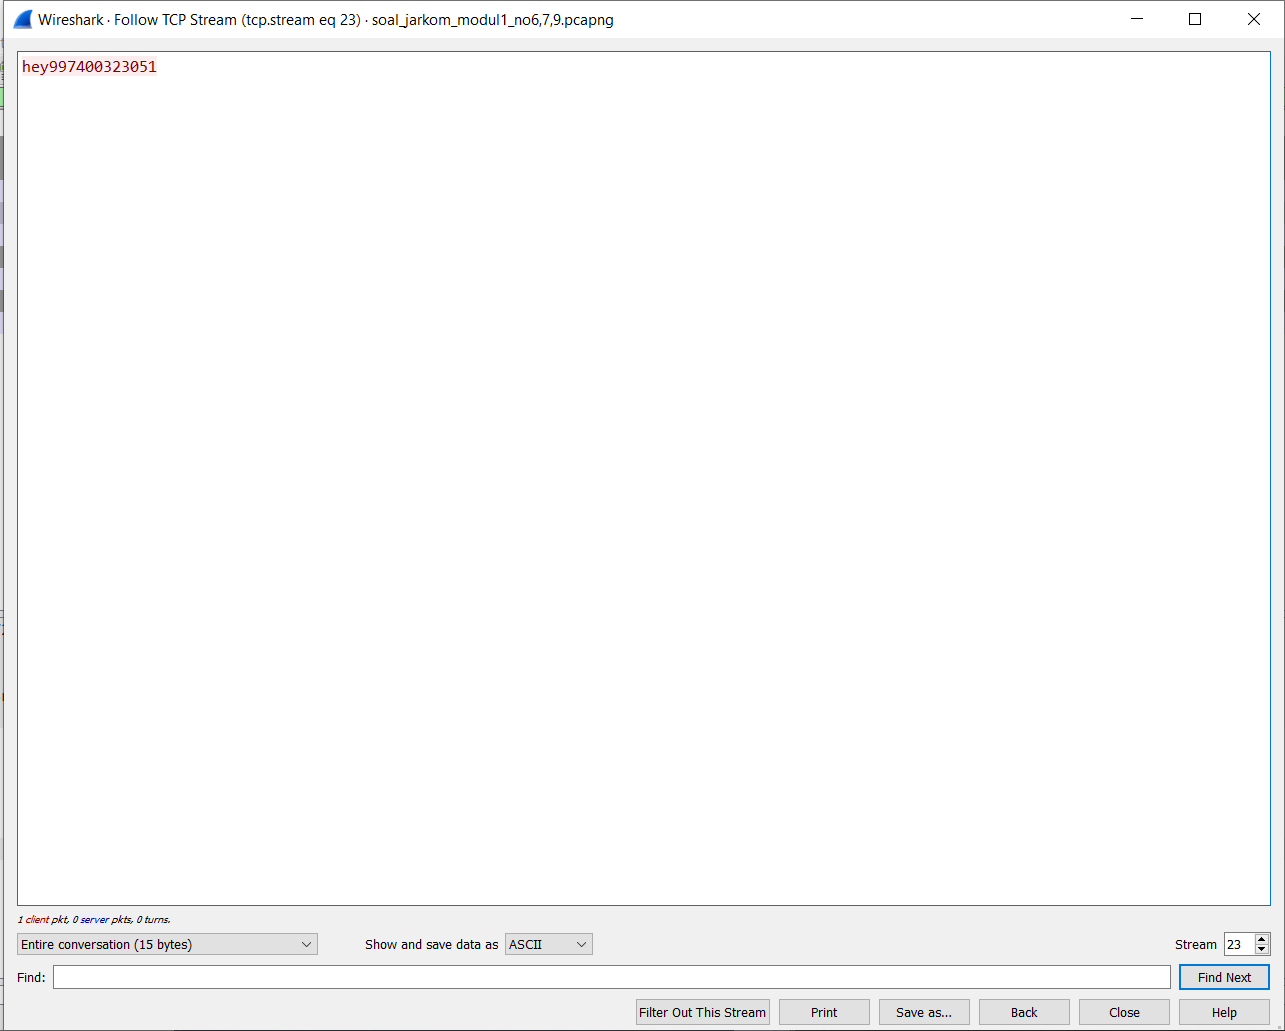 Wireshark · Follow TCP Stream (tcp.stream eq 23) · soal_jarkom_modul1_no6,7,9.pcapng
hey997400323051
1 client pkt, 0 server pkts, 0 turns.
Entire conversation (15 bytes)
Show and save data as
ASCII
Stream
23
Find:
Find Next
Filter Out This Stream
Print
Save as...
Back
Close
Help